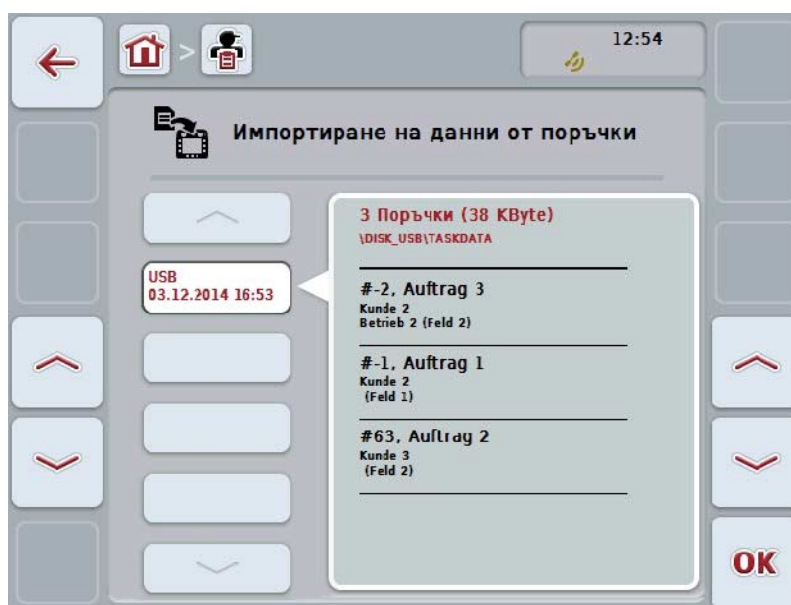 >
12:54
Импортиране на данни от поръчки
USB
03.12.2014 16:53
3 Поръчки (38 KByte)
\DISK_USB\TASKDATA
#-2, Auftrag 3
Kunde 2
Betrieb 2 (Feld 2)
#-1, Auftrag 1
Kunde 2
(Feld 1)
#63, Auftrag 2
Kunde 3
(Feld 2)
OK